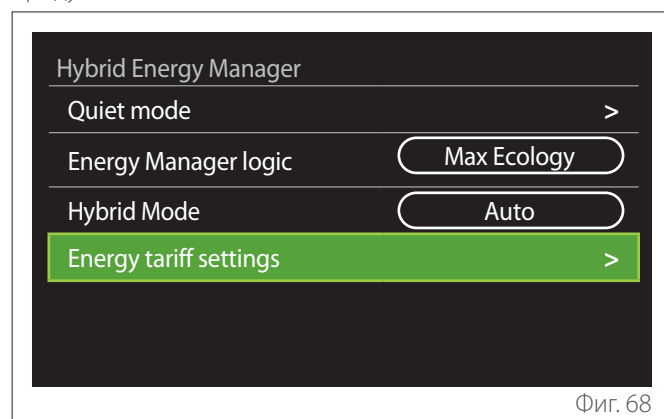 Hybrid Energy Manager
Quiet mode >
Energy Manager logic Max Ecology
Hybrid Mode Auto
Energy tariff settings >
Фиг. 68